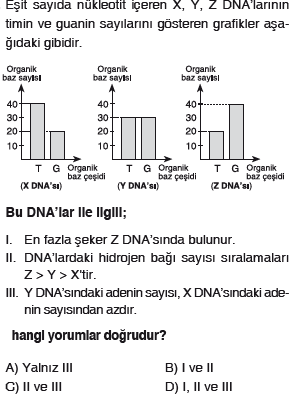 Eşit sayıda nükleotit içeren X, Y, Z DNA'larının
timin ve guanin sayılarını gösteren grafikler aşa-
ğıdaki gibidir.
Organik
baz sayısı
40
30
20
10
T G Organik
baz çeşidi
(X DNA'sı)
Organik
baz sayısı
40
30
20
10
T G Organik
baz çeşidi
(Y DNA'sı)
Organik
baz sayısı
40
30
20
10
T G Organik
baz çeşidi
(Z DNA'sı)
Bu DNA'lar ile ilgili;
I. En fazla şeker Z DNA'sında bulunur.
II. DNA'lardaki hidrojen bağı sayısı sıralamaları
Z > Y > X'tir.
III. Y DNA'sındaki adenin sayısı, X DNA'sındaki ade-
nin sayısından azdır.
hangi yorumlar doğrudur?
A) Yalnız III B) I ve II
C) II ve III D) I, II ve III